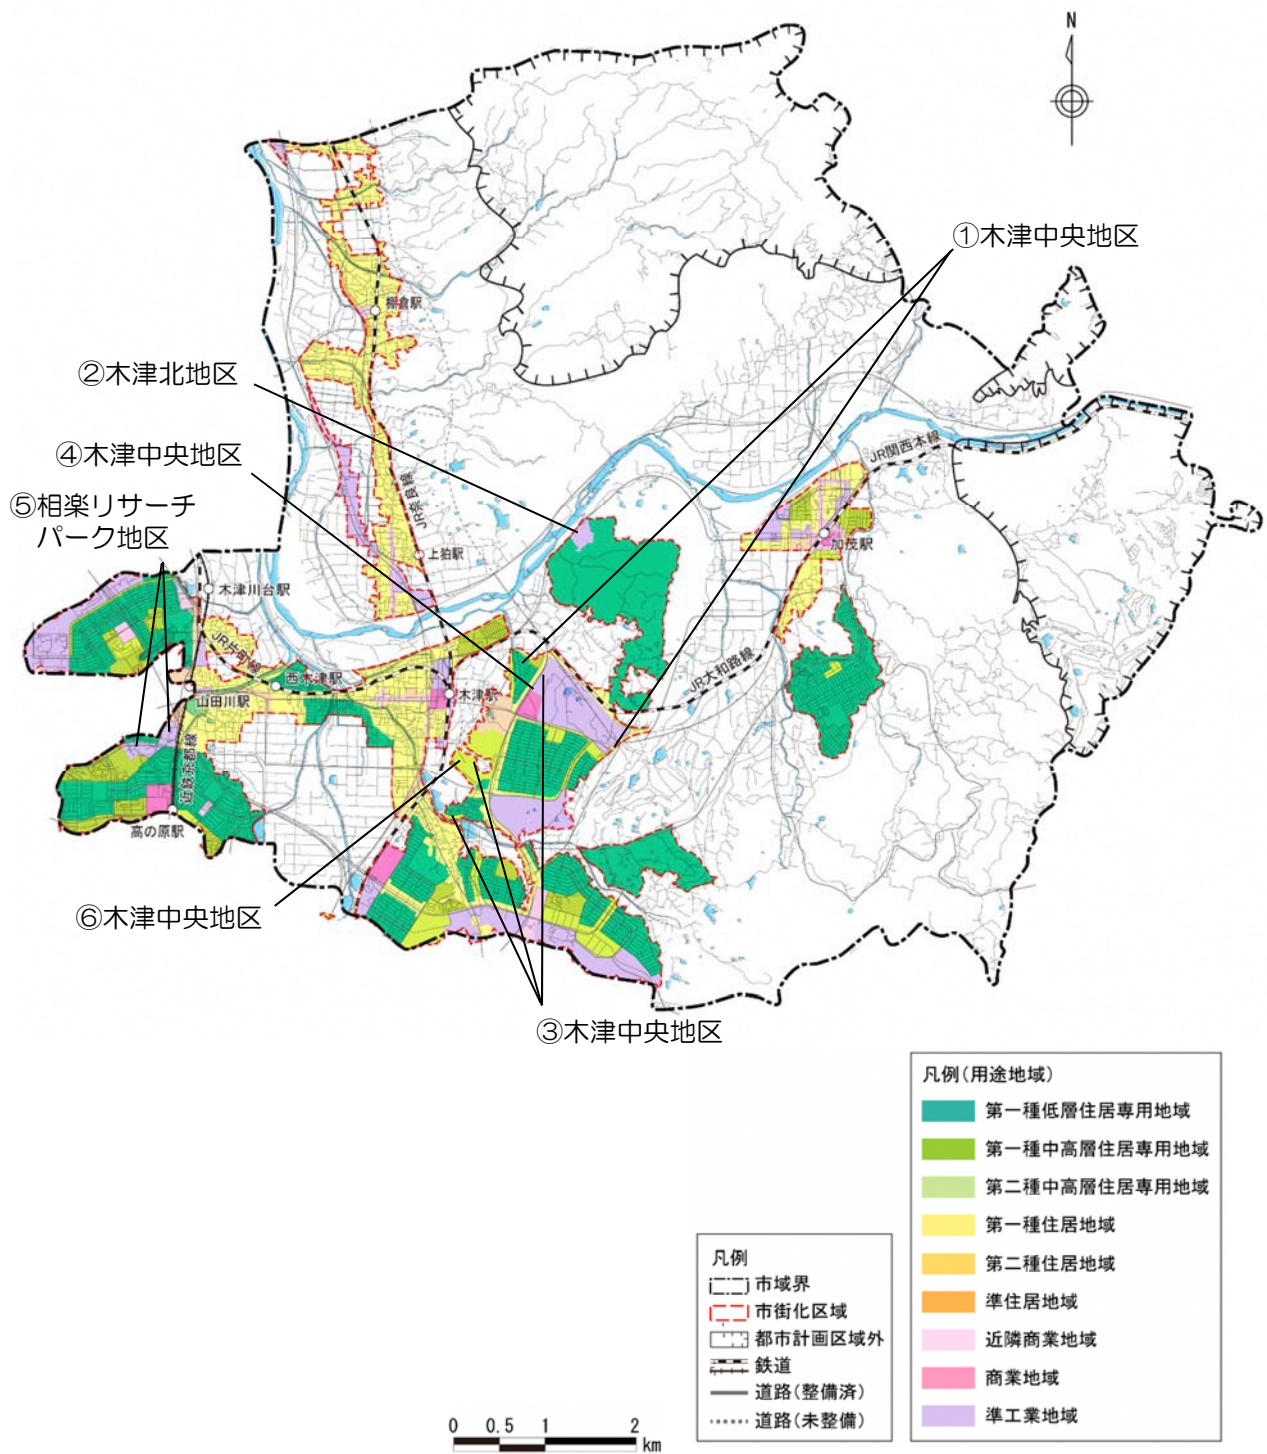 N
①木津中央地区
棚倉駅
②木津北地区
④木津中央地区
JR関西本線
⑤相楽リサーチ
パーク地区
JR奈良線
加茂駅
上狛駅
木津川台駅
JR片町線
西木津駅
JR大和路線
山田川駅
木津駅
近鉄京都線
高の原駅
⑥木津中央地区
③木津中央地区
凡例(用途地域)
第一種低層住居専用地域
第一種中高層住居専用地域
第二種中高層住居専用地域
第一種住居地域
第二種住居地域
準住居地域
近隣商業地域
商業地域
準工業地域
凡例
市域界
市街化区域
都市計画区域外
鉄道
道路(整備済)
道路(未整備)
0 0.5 1 2
km